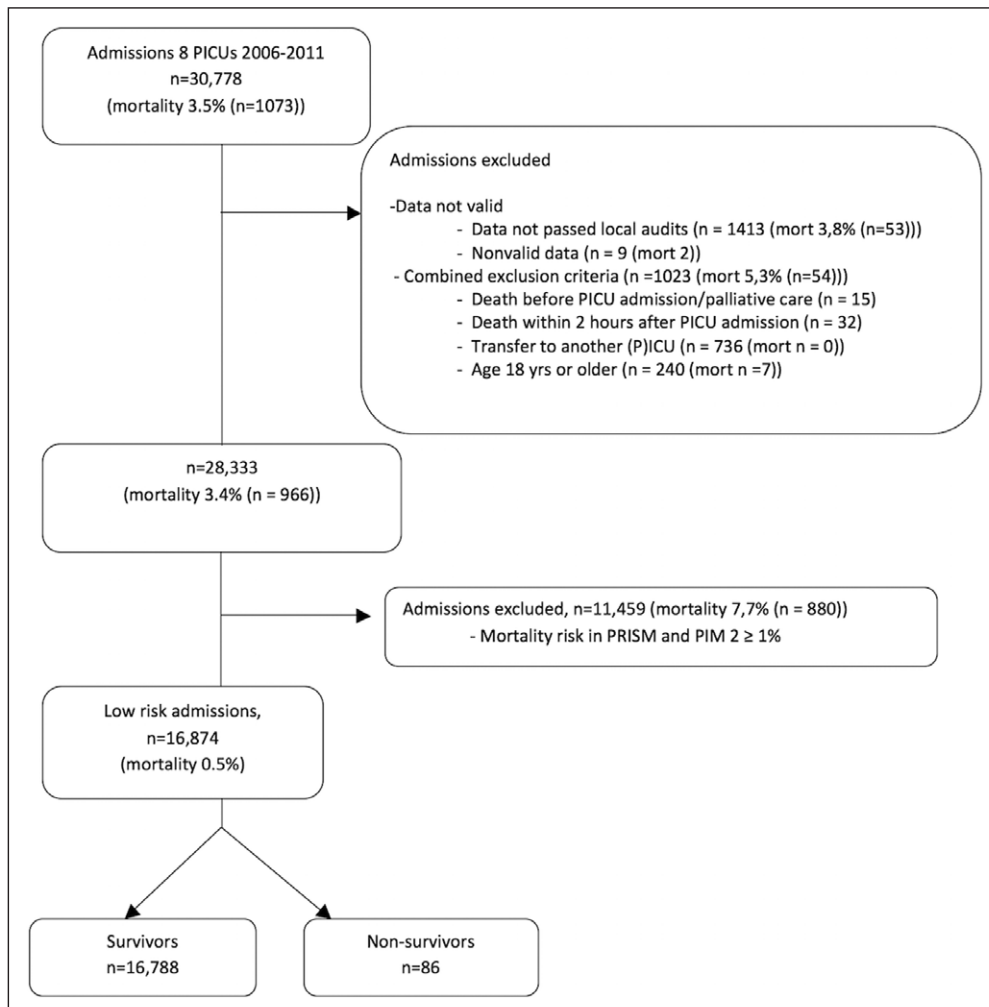 Admissions 8 PICUs 2006-2011
n=30,778
(mortality 3.5% (n=1073))
Admissions excluded
-Data not valid
- Data not passed local audits (n = 1413 (mort 3,8% (n=53)))
- Nonvalid data (n = 9 (mort 2))
- Combined exclusion criteria (n =1023 (mort 5,3% (n=54)))
- Death before PICU admission/palliative care (n = 15)
- Death within 2 hours after PICU admission (n = 32)
- Transfer to another (P)ICU (n = 736 (mort n = 0))
- Age 18 yrs or older (n = 240 (mort n =7))
n=28,333
(mortality 3.4% (n = 966))
Admissions excluded, n=11,459 (mortality 7,7% (n = 880))
- Mortality risk in PRISM and PIM 2 ≥ 1%
Low risk admissions,
n=16,874
(mortality 0.5%)
Survivors
n=16,788
Non-survivors
n=86